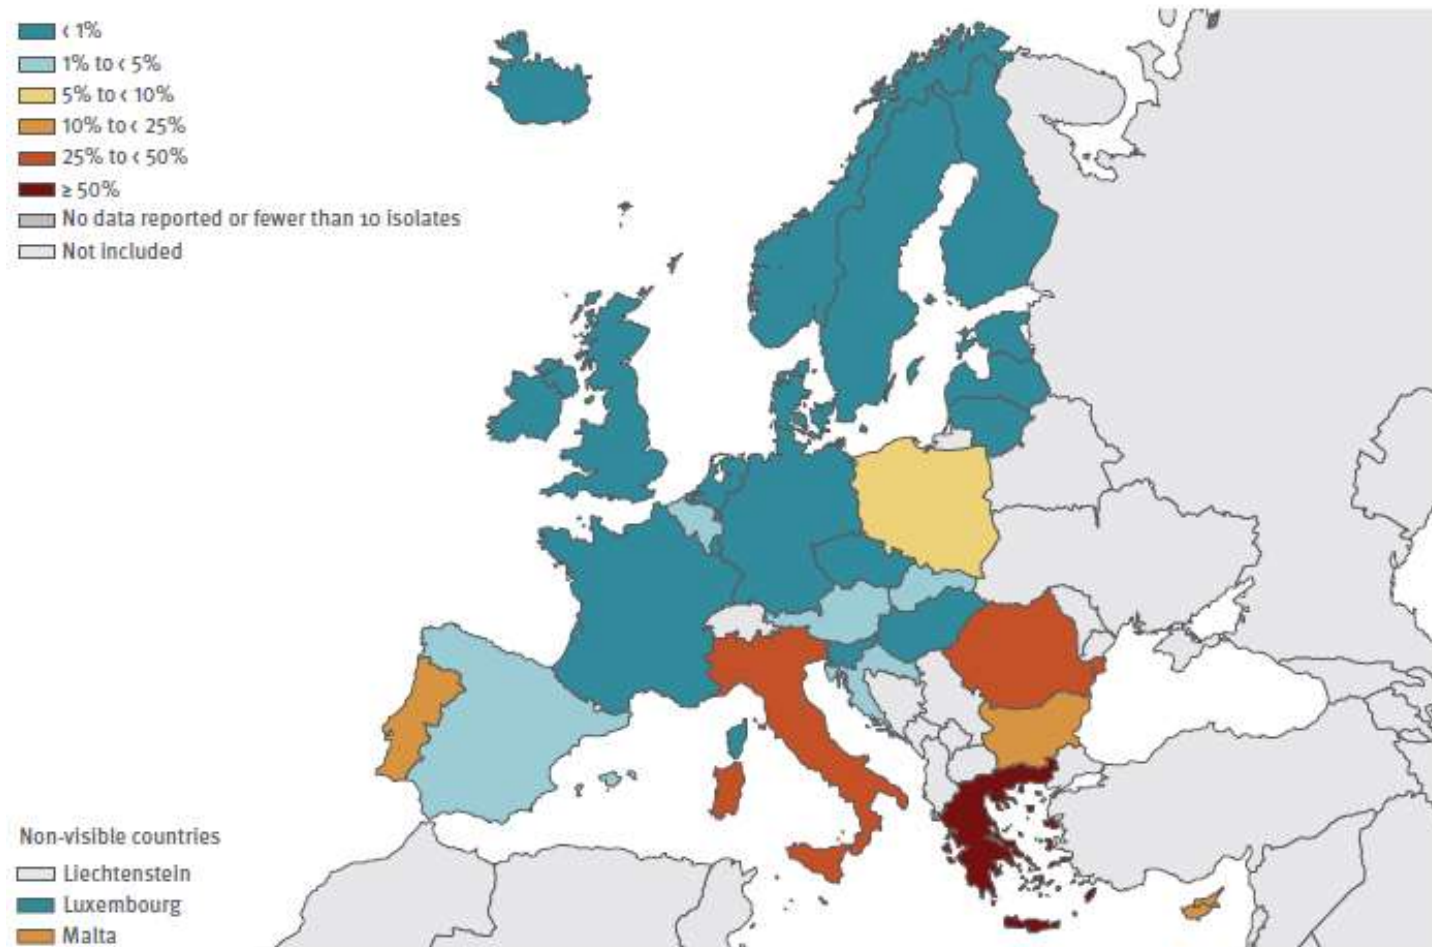 < 1%
1% to < 5%
5% to < 10%
10% to < 25%
25% to < 50%
≥ 50%
No data reported or fewer than 10 isolates
Not included
Non-visible countries
Liechtenstein
Luxembourg
Malta